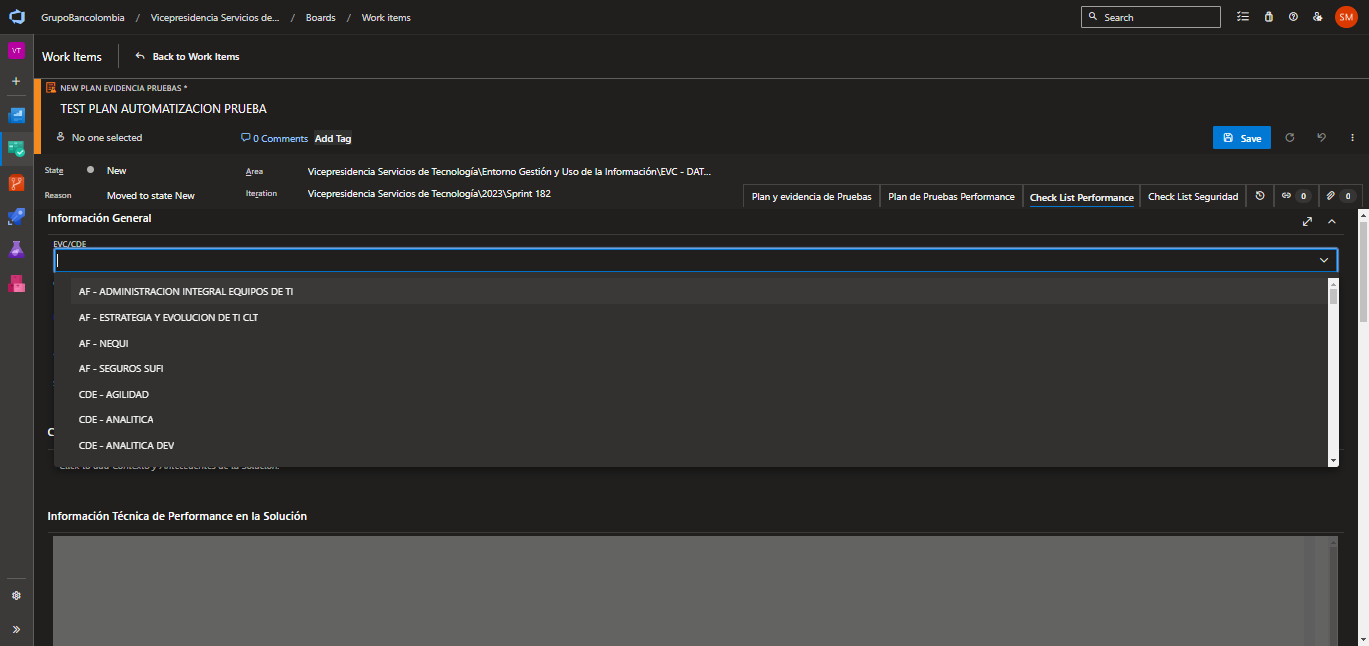 GrupoBancolombia / Vicepresidencia Servicios de... / Boards / Work items
Search
SM
VT
Work Items
Back to Work Items
NEW PLAN EVIDENCIA PRUEBAS *
TEST PLAN AUTOMATIZACION PRUEBA
No one selected
0 Comments
Add Tag
Save
State
New
Area
Vicepresidencia Servicios de Tecnología\Entorno Gestión y Uso de la Información\EVC - DAT...
Reason
Moved to state New
Iteration
Vicepresidencia Servicios de Tecnología\2023\Sprint 182
Plan y evidencia de Pruebas
Plan de Pruebas Performance
Check List Performance
Check List Seguridad
0
0
Información General
EVC/CDE
AF - ADMINISTRACION INTEGRAL EQUIPOS DE TI
AF - ESTRATEGIA Y EVOLUCION DE TI CLT
AF - NEQUI
AF - SEGUROS SUFI
CDE - AGILIDAD
CDE - ANALITICA
CDE - ANALITICA DEV
Click to add Contexto y Antecedentes de la Solución.
Información Técnica de Performance en la Solución